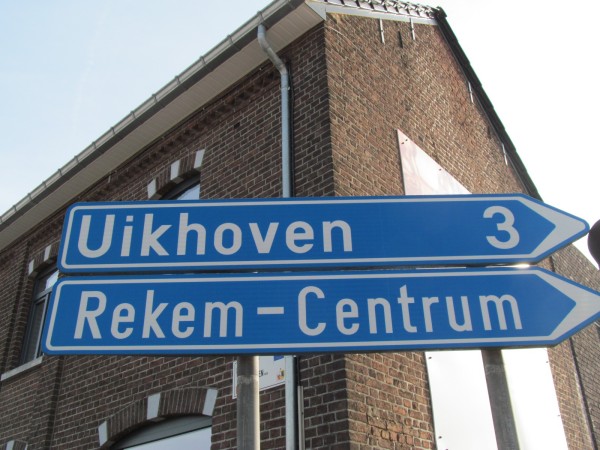 Uikhoven 3
Rekem - Centrum